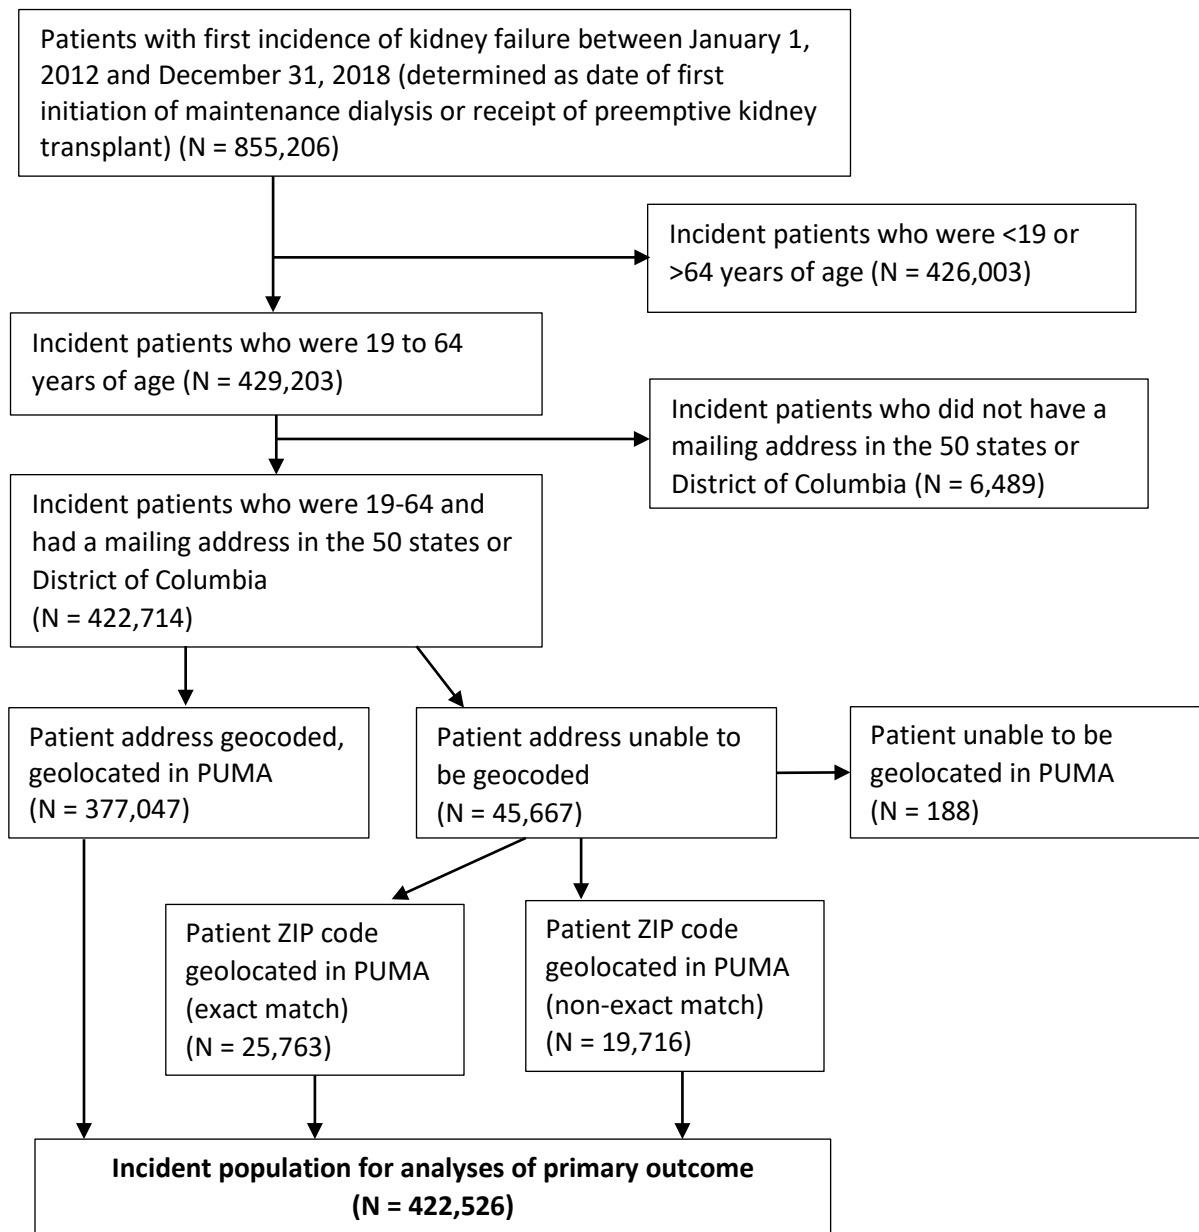 Patients with first incidence of kidney failure between January 1,
2012 and December 31, 2018 (determined as date of first
initiation of maintenance dialysis or receipt of preemptive kidney
transplant) (N = 855,206)
Incident patients who were <19 or
>64 years of age (N = 426,003)
Incident patients who were 19 to 64
years of age (N = 429,203)
Incident patients who did not have a
mailing address in the 50 states or
District of Columbia (N = 6,489)
Incident patients who were 19-64 and
had a mailing address in the 50 states or
District of Columbia
(N = 422,714)
Patient address geocoded,
geolocated in PUMA
(N = 377,047)
Patient address unable to
be geocoded
(N = 45,667)
Patient unable to be
geolocated in PUMA
(N = 188)
Patient ZIP code
geolocated in PUMA
(exact match)
(N = 25,763)
Patient ZIP code
geolocated in PUMA
(non-exact match)
(N = 19,716)
Incident population for analyses of primary outcome
(N = 422,526)